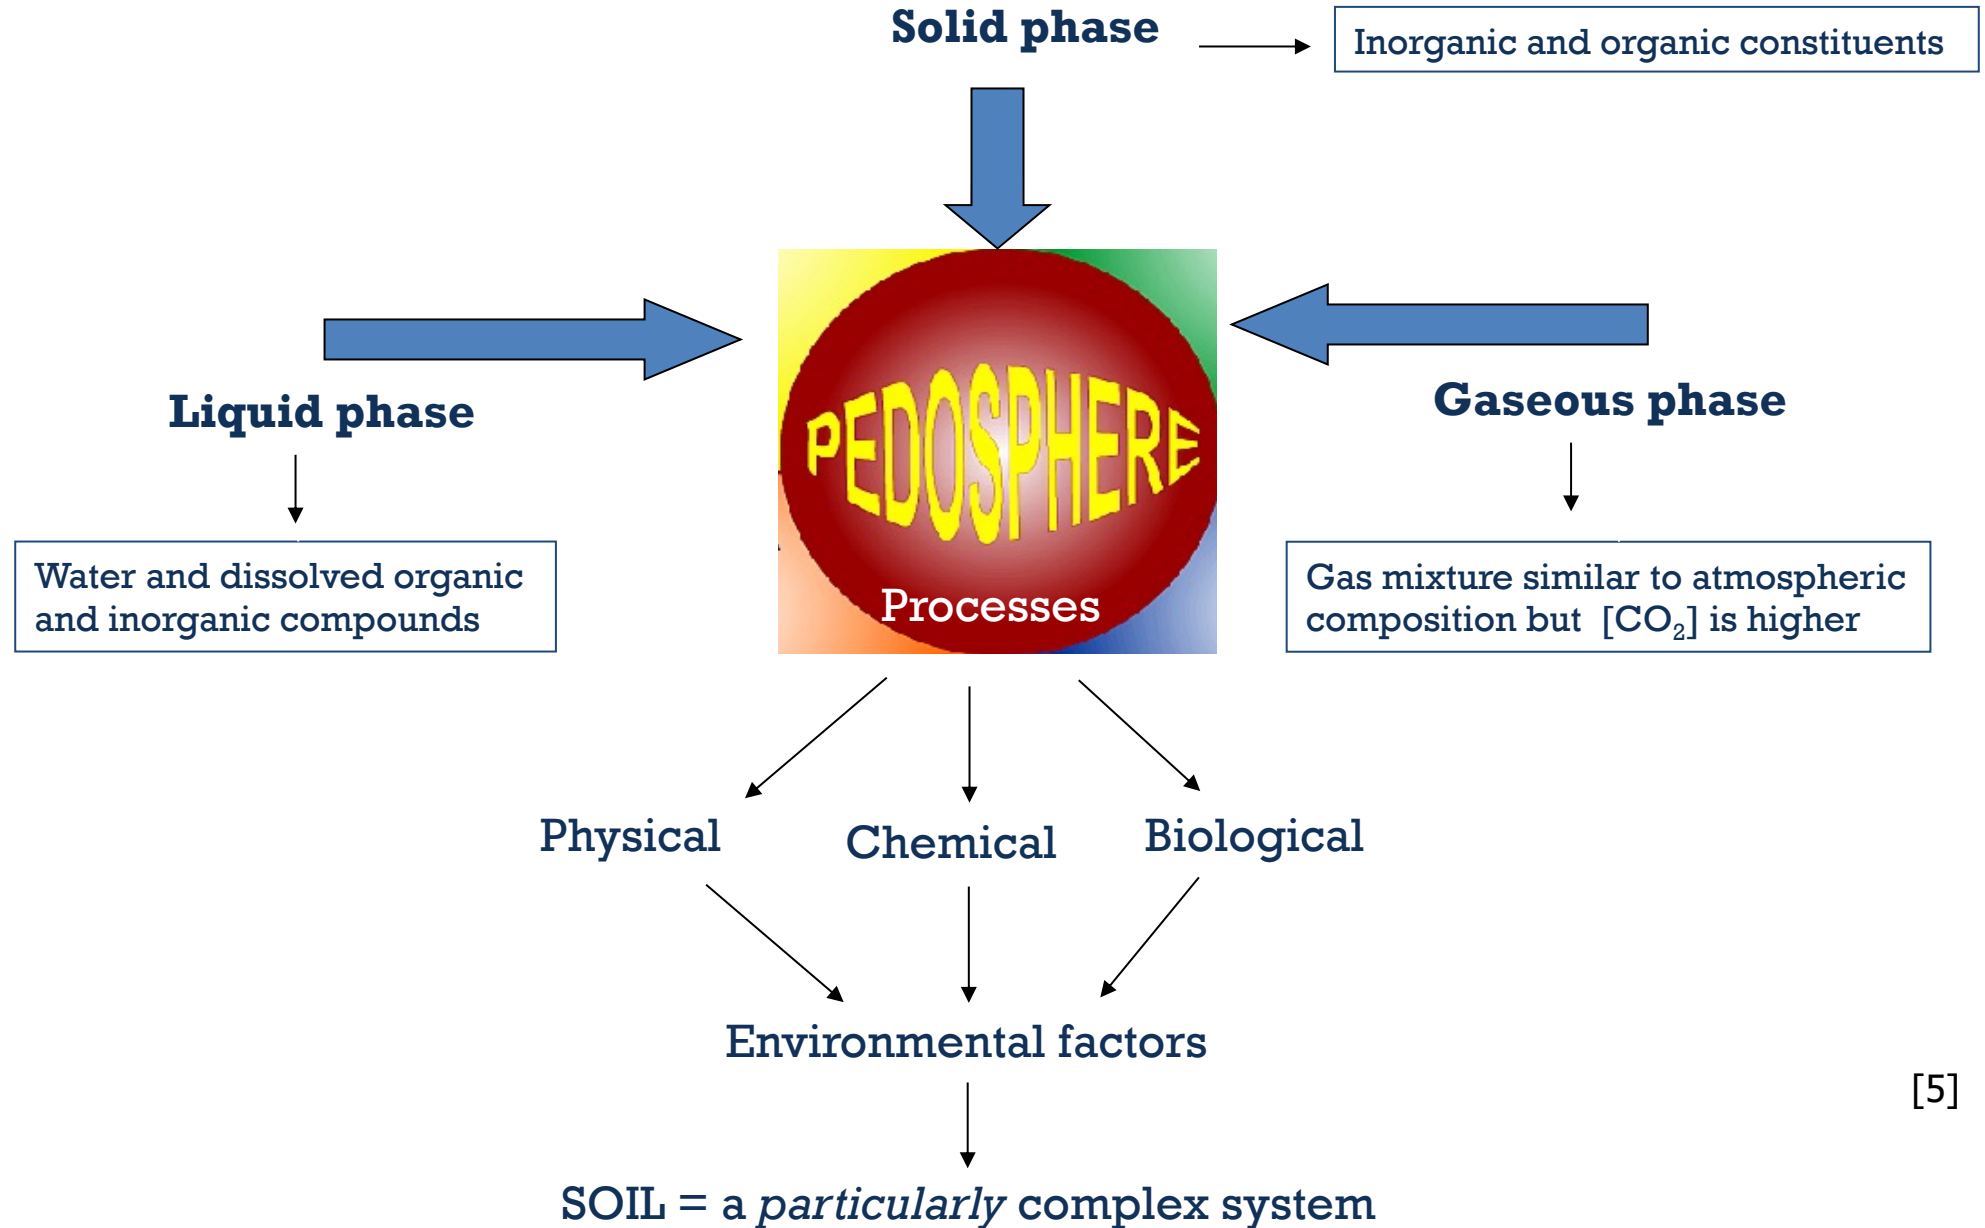 Solid phase
Inorganic and organic constituents
Liquid phase
Water and dissolved organic
and inorganic compounds
PEDOSPHERE
Processes
Gaseous phase
Gas mixture similar to atmospheric
composition but [CO₂] is higher
Physical
Chemical
Biological
Environmental factors
[5]
SOIL = a particularly complex system